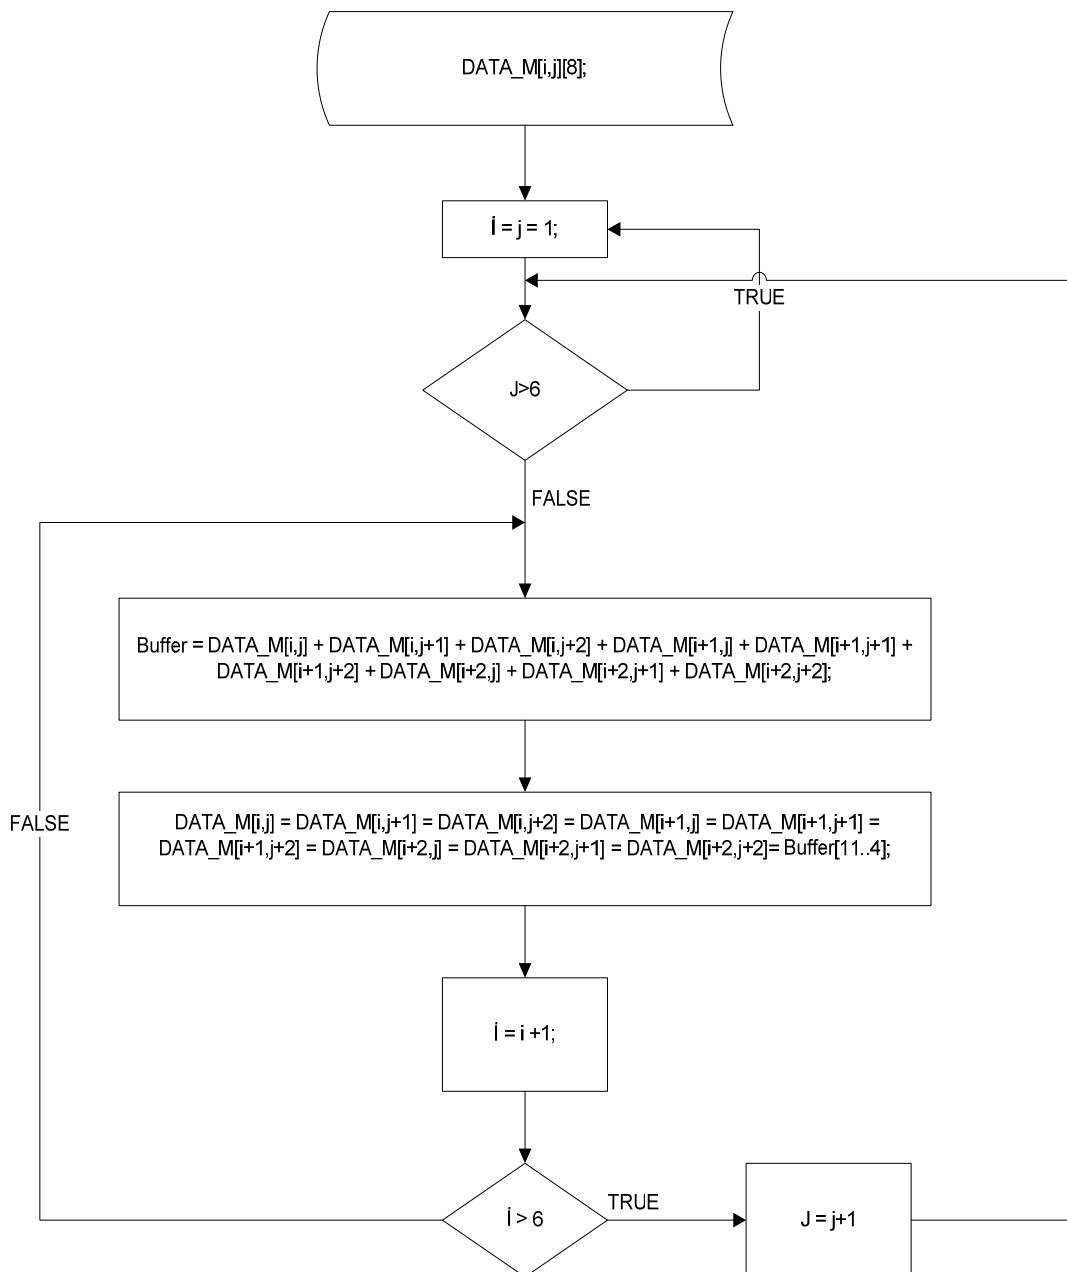 DATA_M[i,j][8];
İ = j = 1;
TRUE
J>6
FALSE
Buffer = DATA_M[i,j] + DATA_M[i,j+1] + DATA_M[i,j+2] + DATA_M[i+1,j] + DATA_M[i+1,j+1] +
DATA_M[i+1,j+2] + DATA_M[i+2,j] + DATA_M[i+2,j+1] + DATA_M[i+2,j+2];
FALSE
DATA_M[i,j] = DATA_M[i,j+1] = DATA_M[i,j+2] = DATA_M[i+1,j] = DATA_M[i+1,j+1] =
DATA_M[i+1,j+2] = DATA_M[i+2,j] = DATA_M[i+2,j+1] = DATA_M[i+2,j+2]= Buffer[11..4];
İ = i +1;
İ > 6
TRUE
J = j+1